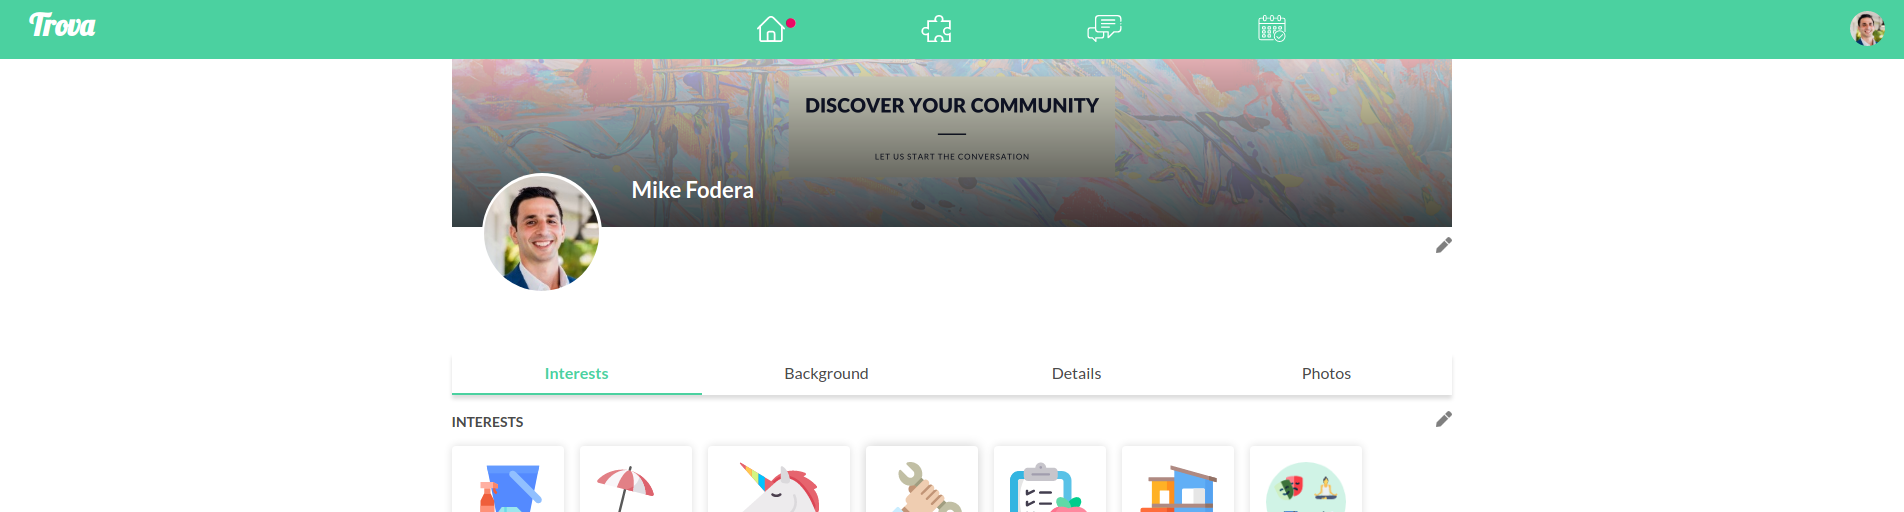 Trova
DISCOVER YOUR COMMUNITY
LET US START THE CONVERSATION
Mike Fodera
Interests
Background
Details
Photos
INTERESTS